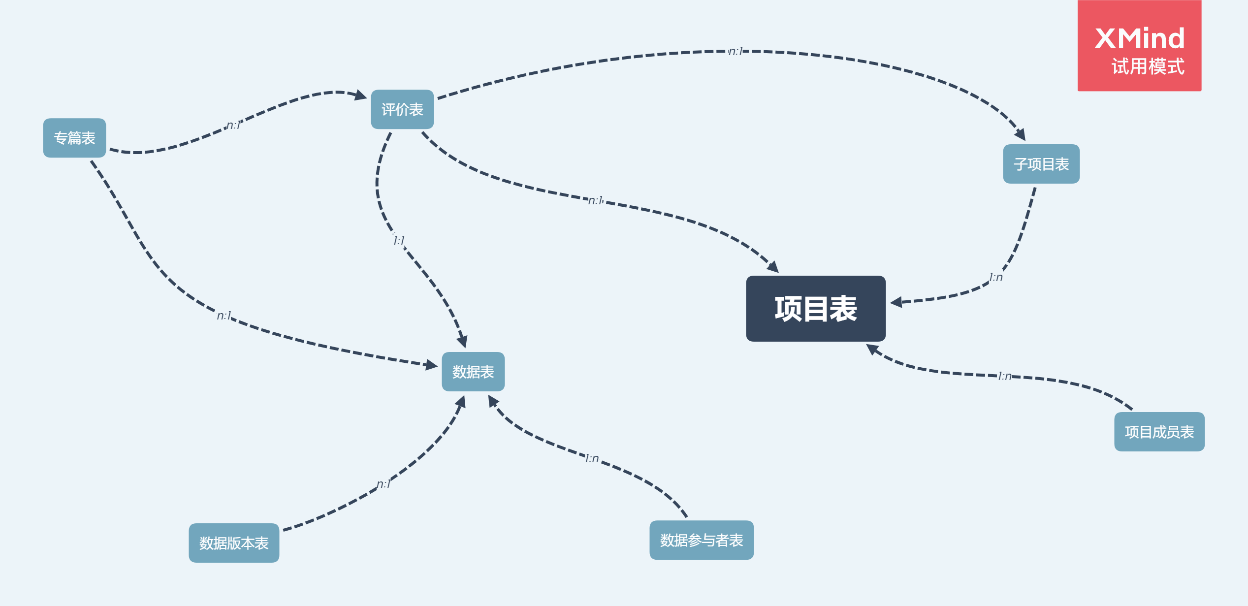 XMind
试用模式
n:1
评价表
n:1
专篇表
子项目表
n:1
1:1
1:n
项目表
n:1
数据表
1:n
项目成员表
1:n
n:1
数据版本表
数据参与者表